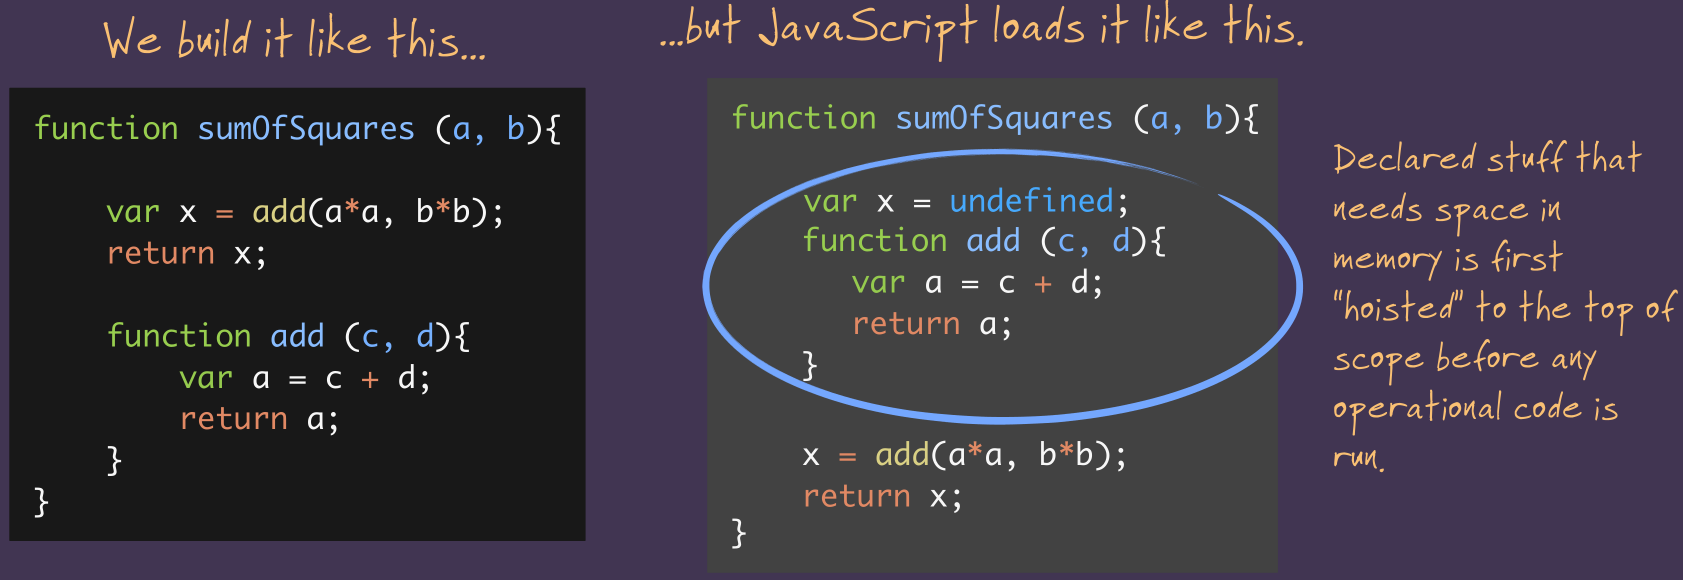 We build it like this...
function sumOfSquares (a, b){
var x = add(a*a, b*b);
return x;
function add (c, d){
var a = c + d;
return a;
}
}
...but JavaScript loads it like this.
function sumOfSquares (a, b){
var x = undefined;
function add (c, d){
var a = c + d;
return a;
}
x = add(a*a, b*b);
return x;
}
Declared stuff that
needs space in
memory is first
"hoisted" to the top of
scope before any
operational code is
run.